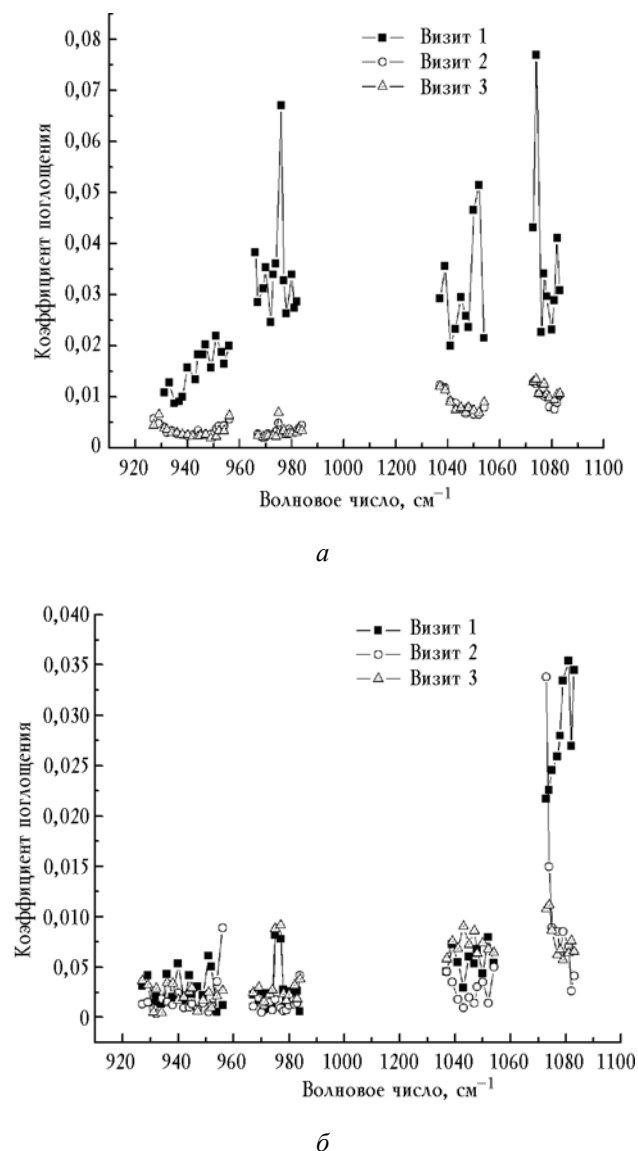 0,08
Визит 1
Визит 2
Визит 3
0,07
0,06
0,05
0,04
0,03
0,02
0,01
0
Коэффициент поглощения
920 940 960 980 1000 1020 1040 1060 1080 1100
Волновое число, см⁻¹
а
0,040
Визит 1
Визит 2
Визит 3
0,035
0,030
0,025
0,020
0,015
0,010
0,05
0
Коэффициент поглощения
920 940 960 980 1000 1020 1040 1060 1080 1100
Волновое число, см⁻¹
б